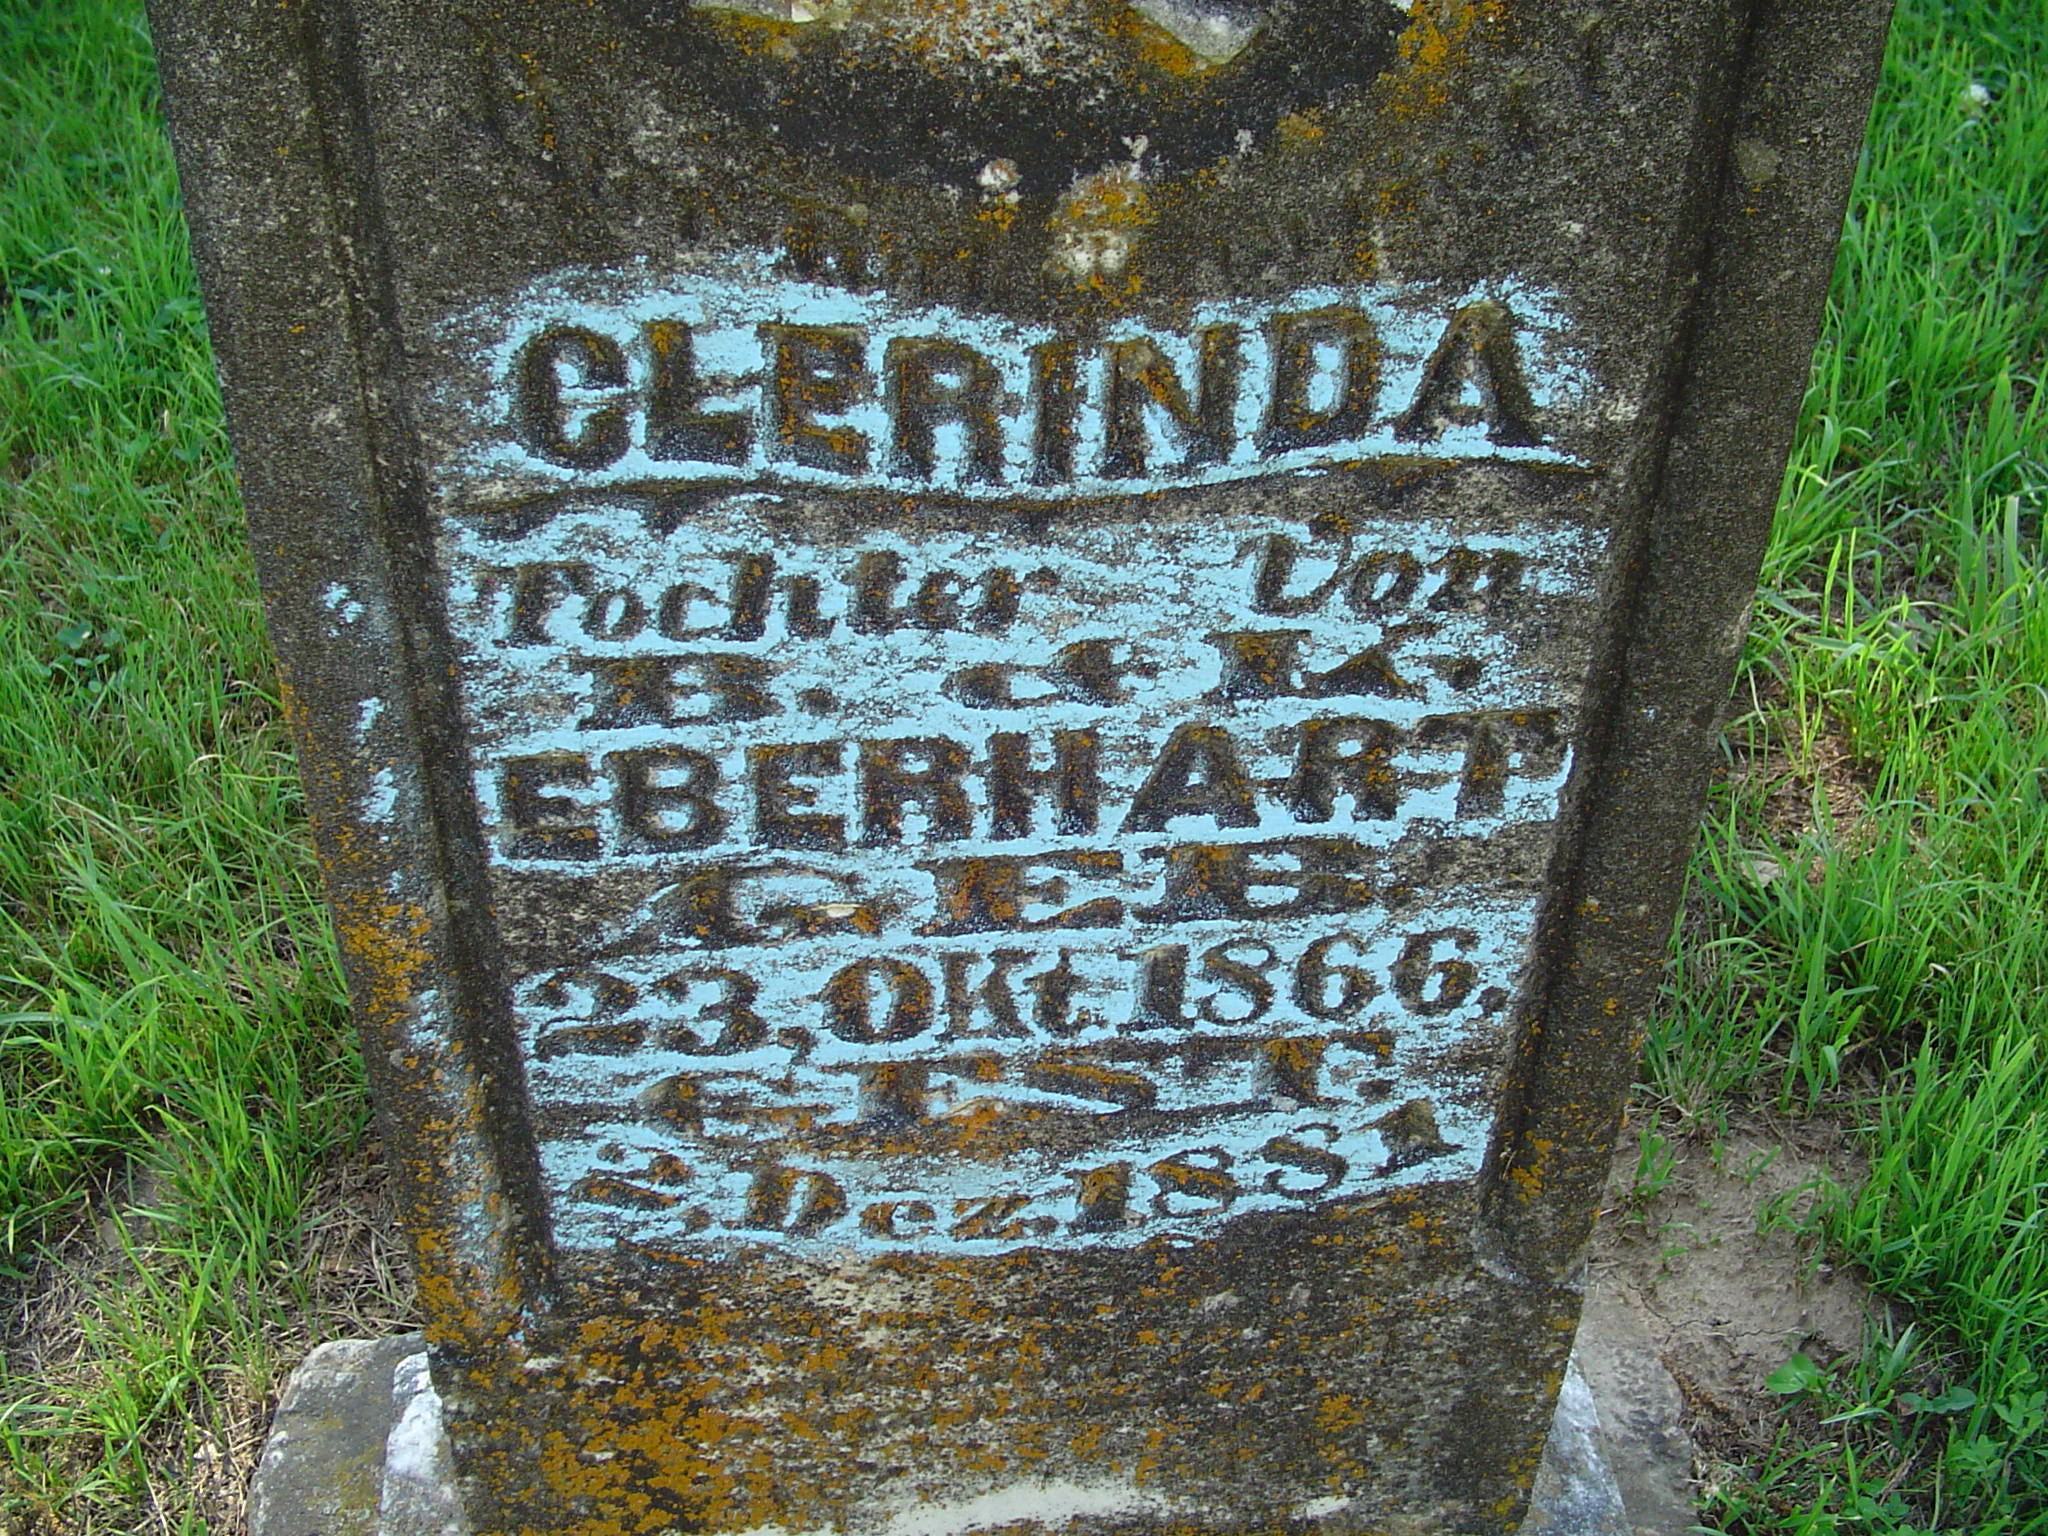 CLERINDA
Tochter Von
B. & K.
EBERHART
GEB.
23, OKt. 1866.
GEST.
2, Dez. 1881